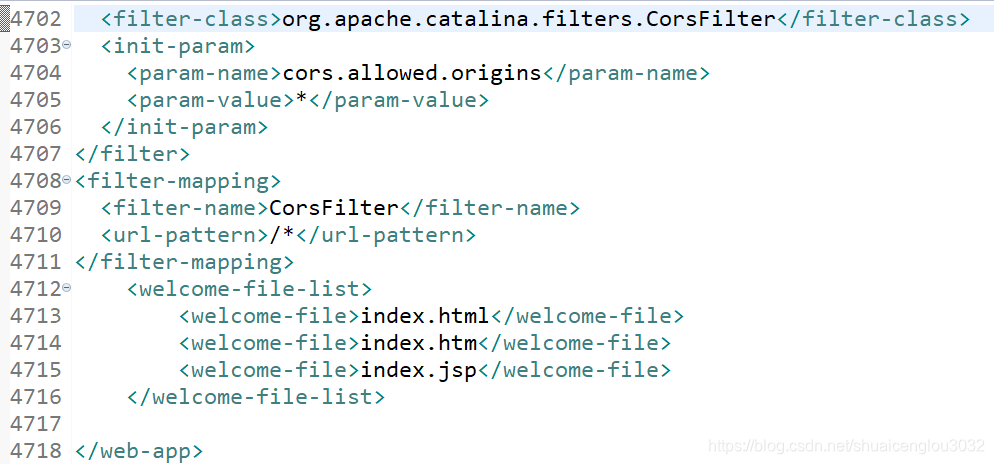 4702 <filter-class>org.apache.catalina.filters.CorsFilter</filter-class>
4703 <init-param>
4704 <param-name>cors.allowed.origins</param-name>
4705 <param-value>*</param-value>
4706 </init-param>
4707 </filter>
4708 <filter-mapping>
4709 <filter-name>CorsFilter</filter-name>
4710 <url-pattern>/*</url-pattern>
4711 </filter-mapping>
4712 <welcome-file-list>
4713 <welcome-file>index.html</welcome-file>
4714 <welcome-file>index.htm</welcome-file>
4715 <welcome-file>index.jsp</welcome-file>
4716 </welcome-file-list>
4717
4718 </web-app>
https://blog.csdn.net/shuaicenglou3032